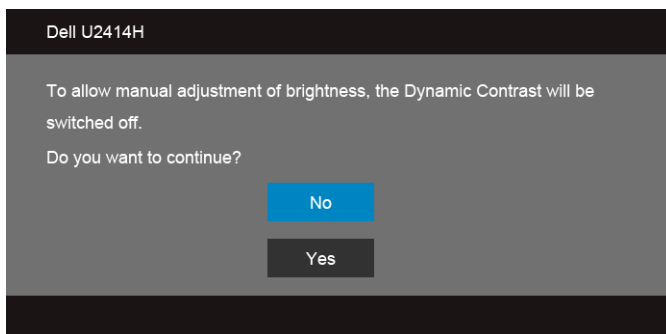 Dell U2414H
To allow manual adjustment of brightness, the Dynamic Contrast will be
switched off.
Do you want to continue?
No
Yes